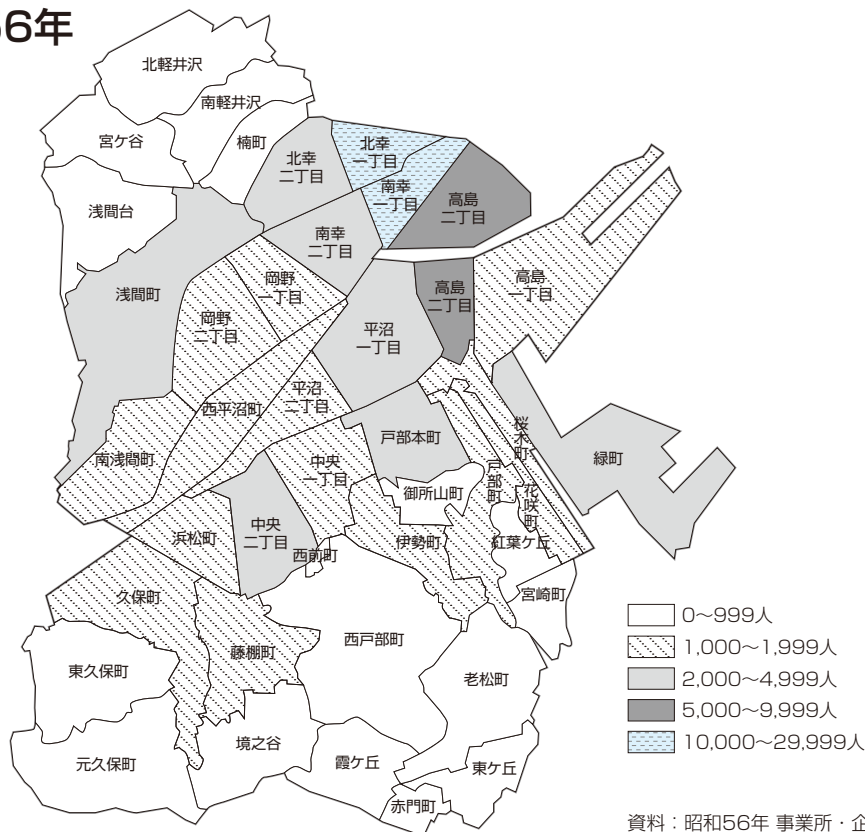 56年
北軽井沢
南軽井沢
宮ケ谷
楠町
北幸
一丁目
北幸
二丁目
南幸
一丁目
高島
二丁目
浅間台
南幸
二丁目
岡野
一丁目
高島
二丁目
高島
一丁目
浅間町
岡野
二丁目
平沼
一丁目
西平沼町
平沼
二丁目
戸部本町
桜木町
緑町
南浅間町
中央
一丁目
戸部町
御所山町
花咲町
浜松町
中央
二丁目
西前町
伊勢町
紅葉ケ丘
宮崎町
久保町
藤棚町
西戸部町
東久保町
老松町
境之谷
元久保町
霞ケ丘
東ケ丘
赤門町
0～999人
1,000～1,999人
2,000～4,999人
5,000～9,999人
10,000～29,999人
資料：昭和56年 事業所・企